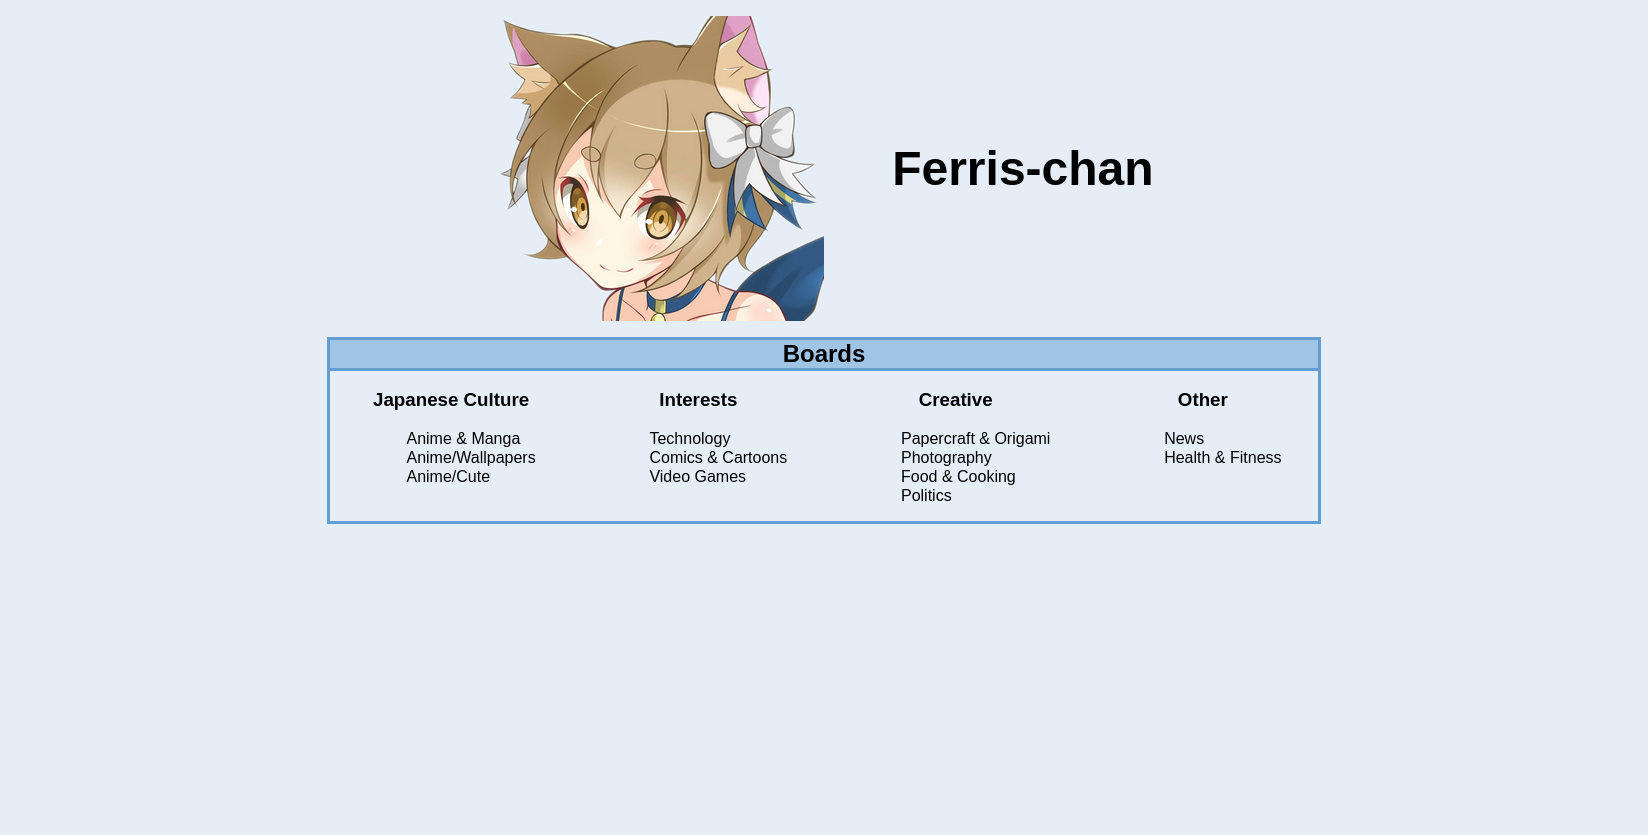 Ferris-chan
Boards
Japanese Culture
Anime & Manga
Anime/Wallpapers
Anime/Cute
Interests
Technology
Comics & Cartoons
Video Games
Creative
Papercraft & Origami
Photography
Food & Cooking
Politics
Other
News
Health & Fitness